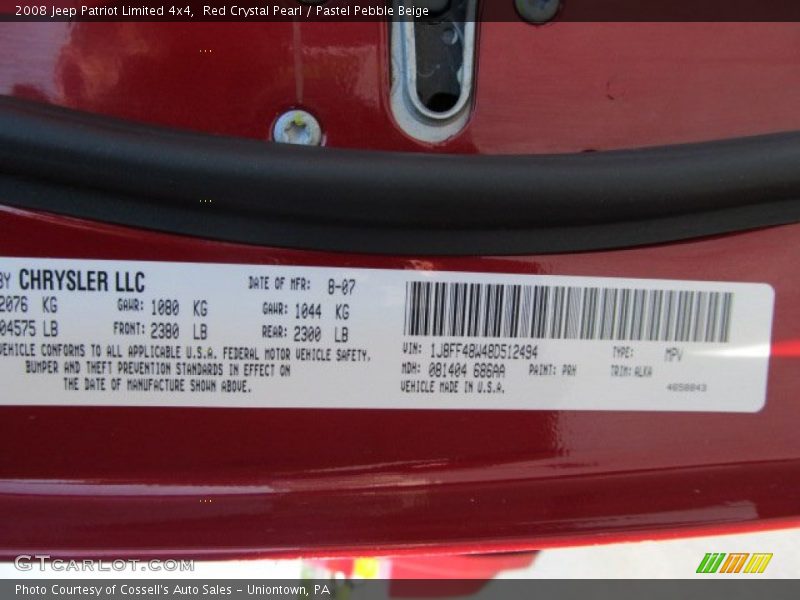 2008 Jeep Patriot Limited 4x4,  Red Crystal Pearl / Pastel Pebble Beige
BY CHRYSLER LLC DATE OF MFR: 8-07
2076 KG GAWR: 1080 KG GAWR: 1044 KG
04575 LB FRONT: 2380 LB REAR: 2300 LB
VEHICLE CONFORMS TO ALL APPLICABLE U.S.A. FEDERAL MOTOR VEHICLE SAFETY,
BUMPER AND THEFT PREVENTION STANDARDS IN EFFECT ON
THE DATE OF MANUFACTURE SHOWN ABOVE.
VIN: 1J8FF48W48D512494 TYPE: MPV
MDH: 081404 686AA PAINT: PRH TRIM: ALKA
VEHICLE MADE IN U.S.A. 4658843
GTCARLOT.COM
Photo Courtesy of Cossell's Auto Sales - Uniontown, PA